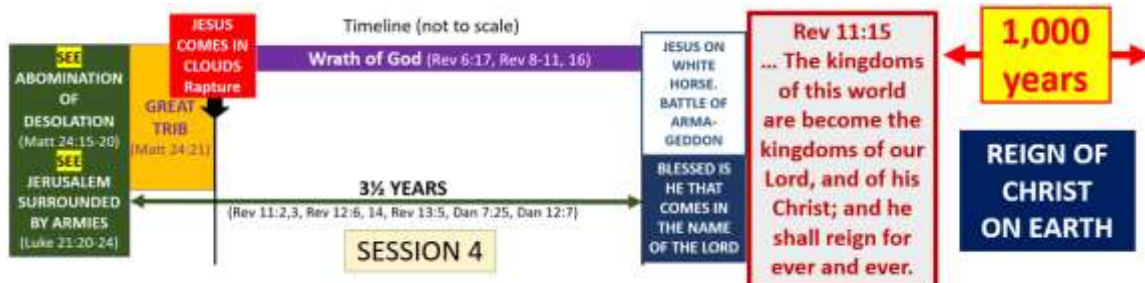 SEE
ABOMINATION
OF
DESOLATION
(Matt 24:15-20)
SEE
JERUSALEM
SURROUNDED
BY ARMIES
(Luke 21:20-24)
GREAT
TRIB
(Matt 24:21)
JESUS
COMES IN
CLOUDS
Rapture
Timeline (not to scale)
Wrath of God (Rev 6:17, Rev 8-11, 16)
3½ YEARS
(Rev 11:2,3, Rev 12:6, 14, Rev 13:5, Dan 7:25, Dan 12:7)
SESSION 4
JESUS ON
WHITE
HORSE.
BATTLE OF
ARMA-
GEDDON
BLESSED IS
HE THAT
COMES IN
THE NAME
OF THE LORD
Rev 11:15
... The kingdoms
of this world
are become the
kingdoms of our
Lord, and of his
Christ; and he
shall reign for
ever and ever.
1,000
years
REIGN OF
CHRIST
ON EARTH